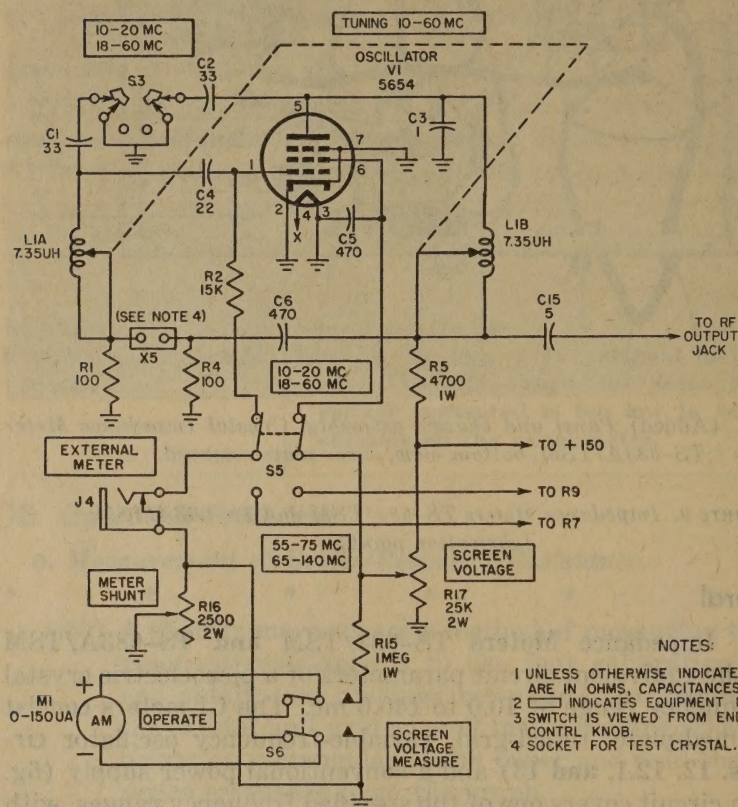 10-20 MC
18-60 MC
TUNING 10-60 MC
OSCILLATOR
V1
5654
S3
C2
33
C1
33
C3
1
C4
22
5
7
1
6
2
4
3
X
C5
470
L1A
7.35UH
L1B
7.35UH
R2
15K
(SEE NOTE 4)
X5
C6
470
C15
5
TO RF
OUTPUT
JACK
R1
100
R4
100
10-20 MC
18-60 MC
R5
4700
1W
EXTERNAL
METER
S5
TO +150
J4
TO R9
TO R7
55-75 MC
65-140 MC
SCREEN
VOLTAGE
METER
SHUNT
R16
2500
2W
R17
25K
2W
R15
1MEG
1W
M1
0-150UA
+
AM
-
OPERATE
S6
SCREEN
VOLTAGE
MEASURE
NOTES:
1 UNLESS OTHERWISE INDICATE
ARE IN OHMS, CAPACITANCES
2 INDICATES EQUIPMENT
3 SWITCH IS VIEWED FROM END
CONTRL KNOB.
4 SOCKET FOR TEST CRYSTAL.